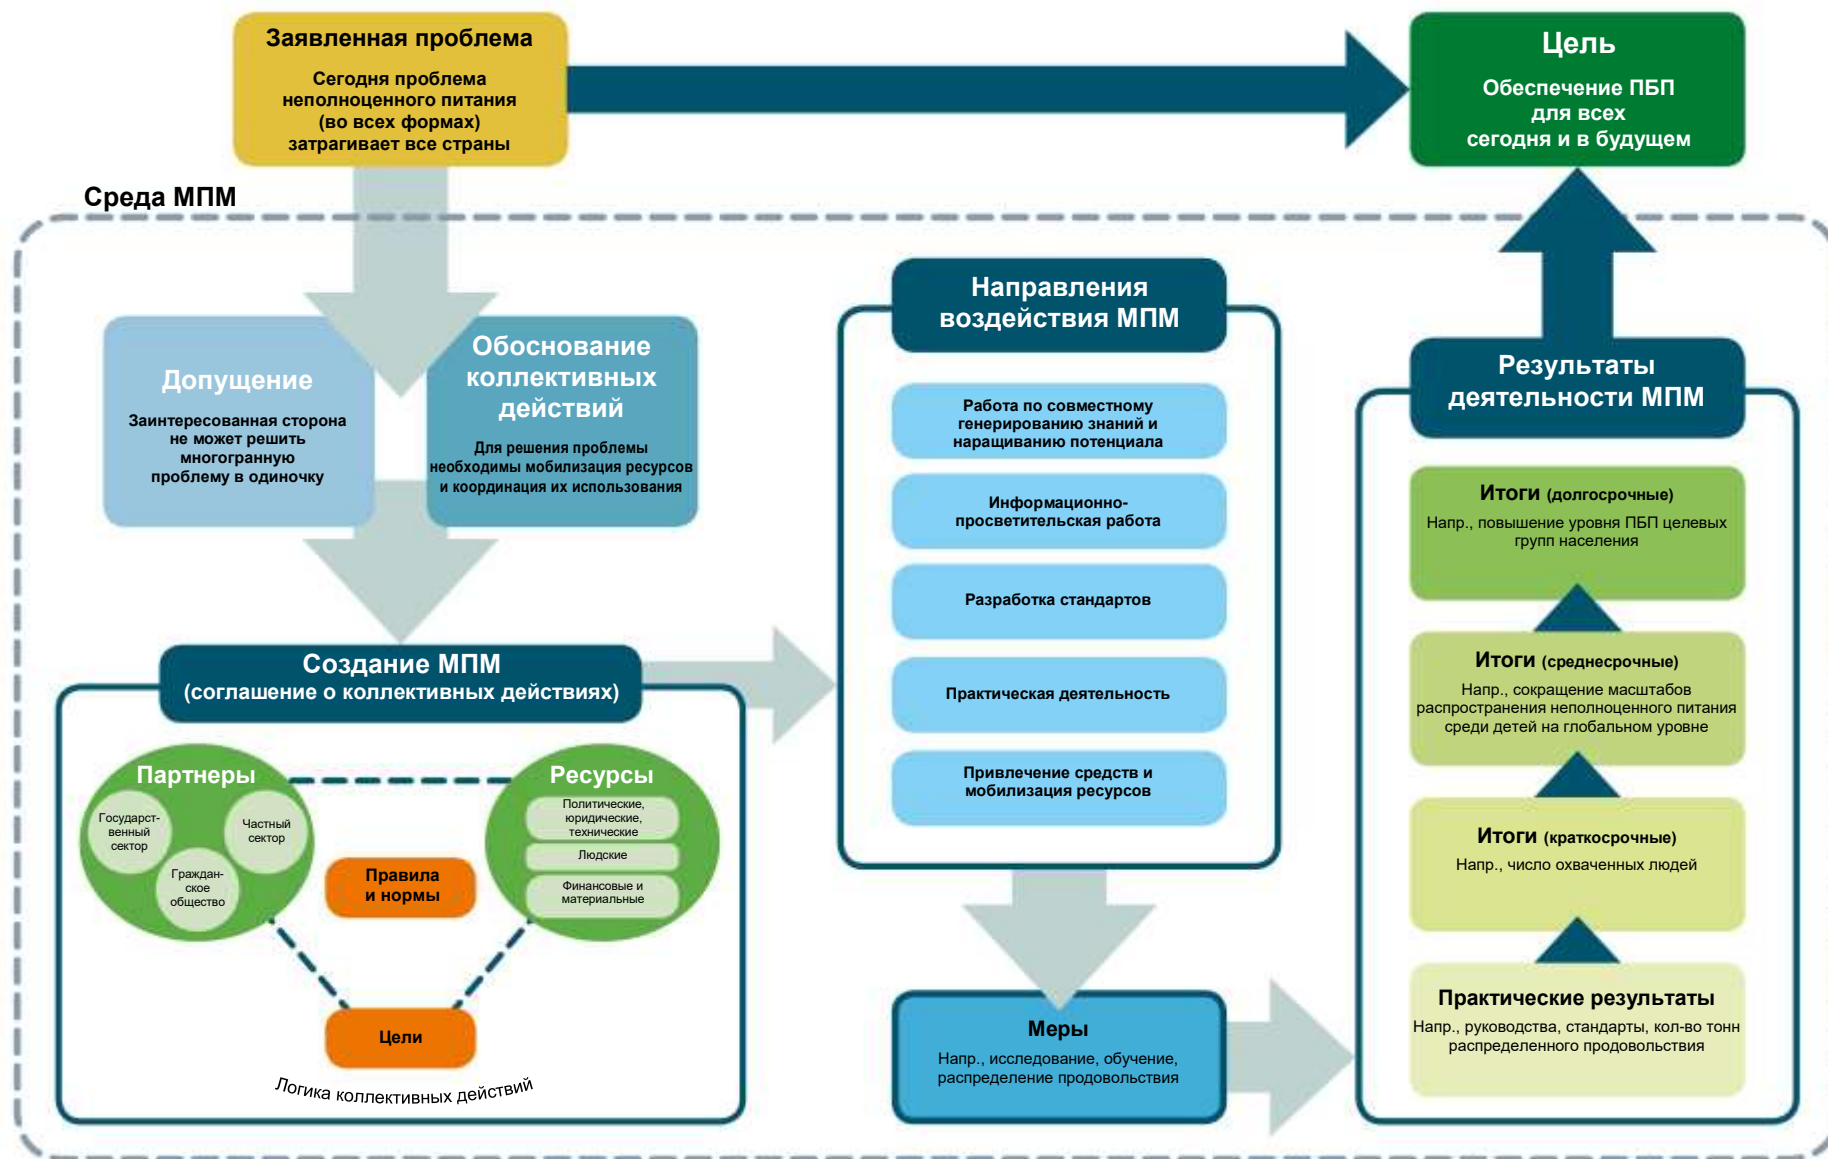 Заявленная проблема
Сегодня проблема
неполноценного питания
(во всех формах)
затрагивает все страны
Цель
Обеспечение ПБП
для всех
сегодня и в будущем
Среда МПМ
Допущение
Заинтересованная сторона
не может решить
многогранную
проблему в одиночку
Обоснование
коллективных
действий
Для решения проблемы
необходимы мобилизация ресурсов
и координация их использования
Создание МПМ
(соглашение о коллективных действиях)
Партнеры
Государст-
венный
сектор
Частный
сектор
Граждан-
ское
общество
Ресурсы
Политические,
юридические,
технические
Людские
Финансовые и
материальные
Правила
и нормы
Цели
Логика коллективных действий
Направления
воздействия МПМ
Работа по совместному
генерированию знаний и
наращиванию потенциала
Информационно-
просветительская работа
Разработка стандартов
Практическая деятельность
Привлечение средств и
мобилизация ресурсов
Меры
Напр., исследование, обучение,
распределение продовольствия
Результаты
деятельности МПМ
Итоги (долгосрочные)
Напр., повышение уровня ПБП целевых
групп населения
Итоги (среднесрочные)
Напр., сокращение масштабов
распространения неполноценного питания
среди детей на глобальном уровне
Итоги (краткосрочные)
Напр., число охваченных людей
Практические результаты
Напр., руководства, стандарты, кол-во тонн
распределенного продовольствия